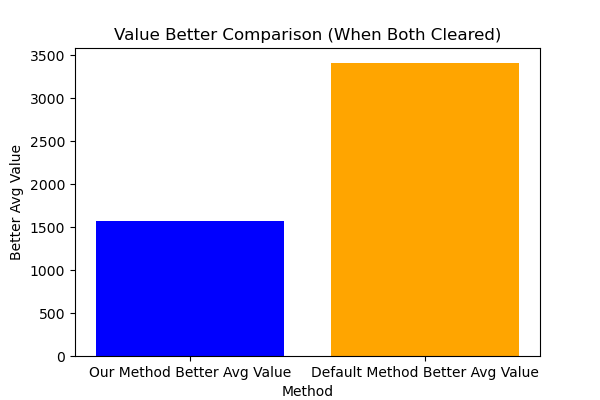 Value Better Comparison (When Both Cleared)
3500
3000
2500
2000
1500
1000
500
0
Better Avg Value
Our Method Better Avg Value
Default Method Better Avg Value
Method